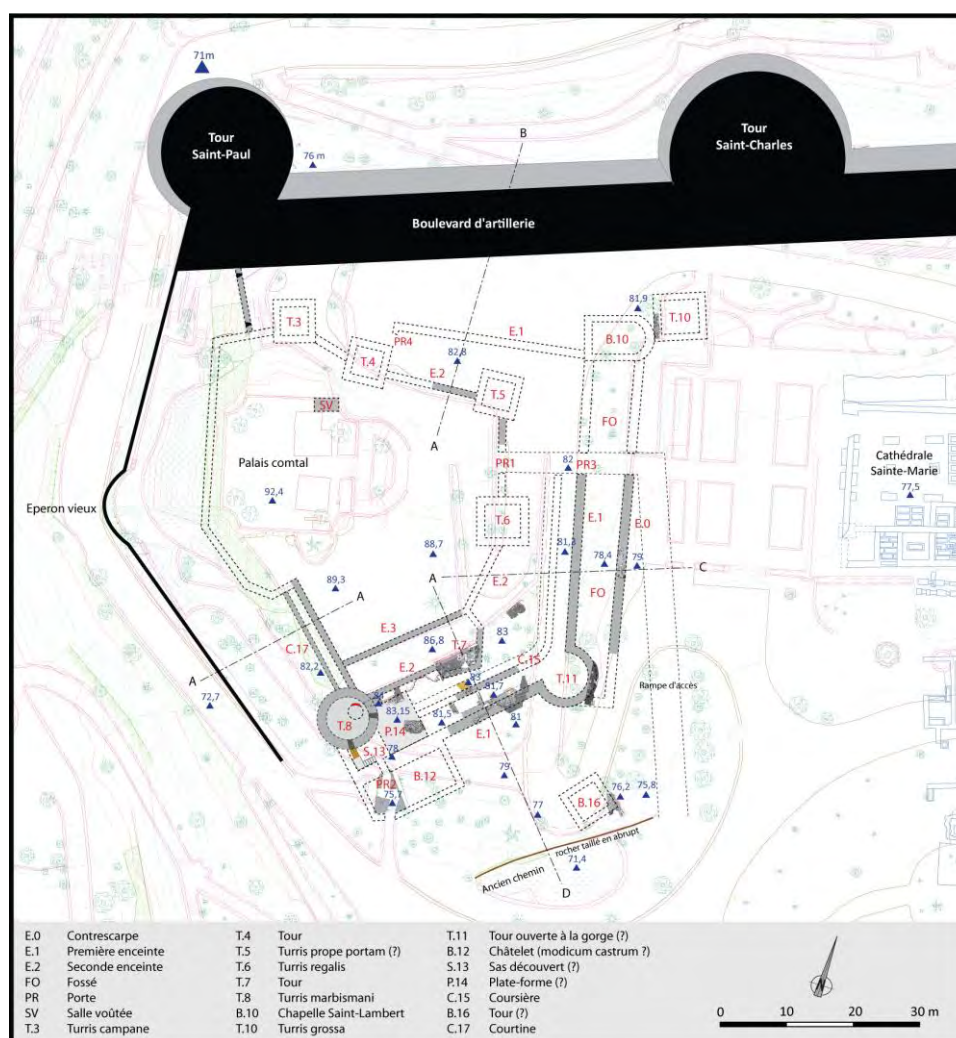 71m
Tour
Saint-Paul
Tour
Saint-Charles
B
76 m
Boulevard d'artillerie
T.3
T.4
PR4
E.1
81,9
T.10
B.10
82,8
E.2
T.5
SV
FO
A
Palais comtal
PR1
82
PR3
Cathédrale
Sainte-Marie
77,5
92,4
Eperon vieux
T.6
E.1
E.0
88,7
81,3
78,4
79
A
C
89,3
A
E.2
FO
E.3
86,8
T.7
83
C.17
E.2
82,2
A
83
C.15
T.11
Rampe d'accès
72,7
81,7
T.8
83,15
P.14
81,5
81
E.1
S.13
78
PR2
B.12
79
75,7
76,2
75,8
B.16
77
rocher taillé en abrupt
Ancien chemin
71,4
D
E.0 Contrescarpe
E.1 Première enceinte
E.2 Seconde enceinte
FO Fossé
PR Porte
SV Salle voûtée
T.3 Turris campane
T.4 Tour
T.5 Turris prope portam (?)
T.6 Turris regalis
T.7 Tour
T.8 Turris marbismani
B.10 Chapelle Saint-Lambert
T.10 Turris grossa
T.11 Tour ouverte à la gorge (?)
B.12 Châtelet (modicum castrum ?)
S.13 Sas découvert (?)
P.14 Plate-forme (?)
C.15 Coursière
B.16 Tour (?)
C.17 Courtine
N
0 10 20 30 m